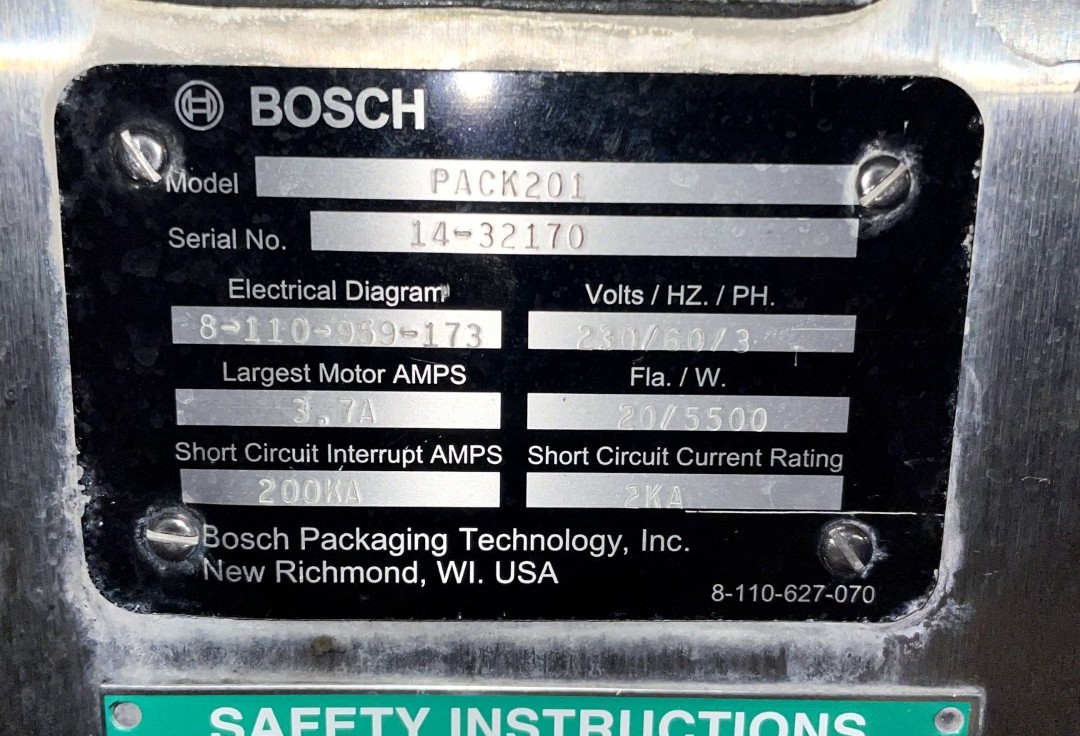 BOSCH
Model PACK201
Serial No. 14-32170
Electrical Diagram Volts / HZ. / PH.
8-110-959-173 230/60/3
Largest Motor AMPS Fla. / W.
3.7A 20/5500
Short Circuit Interrupt AMPS Short Circuit Current Rating
200KA 2KA
Bosch Packaging Technology, Inc.
New Richmond, WI. USA
8-110-627-070
SAFETY INSTRUCTIONS